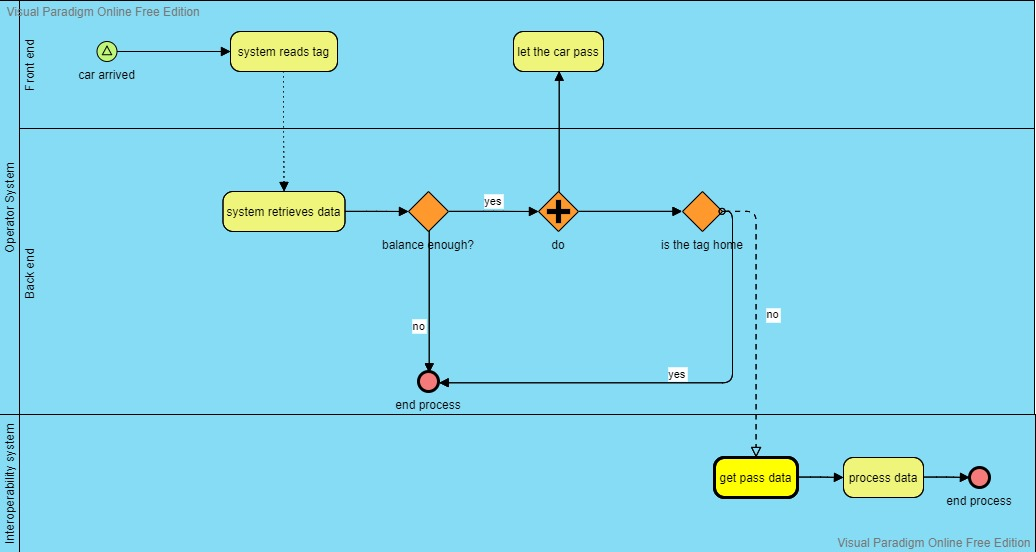 Visual Paradigm Online Free Edition
Front end
car arrived
system reads tag
let the car pass
Operator System
Back end
system retrieves data
balance enough?
yes
do
is the tag home
no
no
yes
end process
Interoperability system
get pass data
process data
end process
Visual Paradigm Online Free Edition